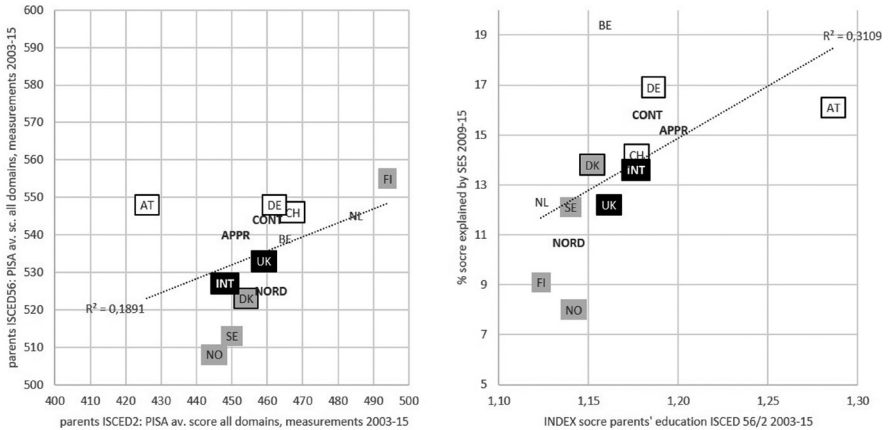 parents ISCED56: PISA av. sc. all domains, measurements 2003-15
600
590
580
570
560
550
540
530
520
510
500
AT
DE
CH
FI
CONT
NL
APPR
BE
UK
INT
NORD
DK
R² = 0,1891
SE
NO
400
410
420
430
440
450
460
470
480
490
500
parents ISCED2: PISA av. score all domains, measurements 2003-15
% socre explained by SES 2009-15
19
17
15
13
11
9
7
5
BE
R² = 0,3109
DE
AT
CONT
APPR
CH
DK
INT
NL
SE
UK
NORD
FI
NO
1,10
1,15
1,20
1,25
1,30
INDEX socre parents' education ISCED 56/2 2003-15